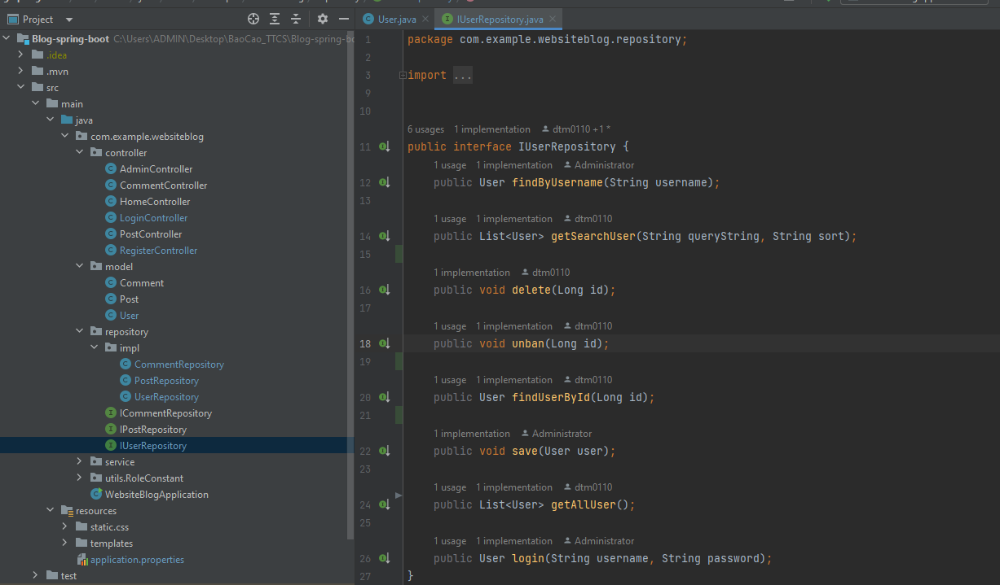 Project
User.java
IUserRepository.java
Blog-spring-boot C:\Users\ADMIN\Desktop\BaoCao_TTCS\Blog-spring-bo
.idea
.mvn
src
main
java
com.example.websiteblog
controller
AdminController
CommentController
HomeController
LoginController
PostController
RegisterController
model
Comment
Post
User
repository
impl
CommentRepository
PostRepository
UserRepository
ICommentRepository
IPostRepository
IUserRepository
service
utils.RoleConstant
WebsiteBlogApplication
resources
static.css
templates
application.properties
test
1 package com.example.websiteblog.repository;
2
3 import ...
9
10
6 usages 1 implementation dtm0110 +1 *
11 public interface IUserRepository {
1 usage 1 implementation Administrator
12 public User findByUsername(String username);
13
1 usage 1 implementation dtm0110
14 public List<User> getSearchUser(String queryString, String sort);
15
1 implementation dtm0110
16 public void delete(Long id);
17
1 usage 1 implementation dtm0110
18 public void unban(Long id);
19
1 usage 1 implementation dtm0110
20 public User findUserById(Long id);
21
1 implementation Administrator
22 public void save(User user);
23
1 usage 1 implementation dtm0110
24 public List<User> getAllUser();
25
1 usage 1 implementation Administrator
26 public User login(String username, String password);
27 }